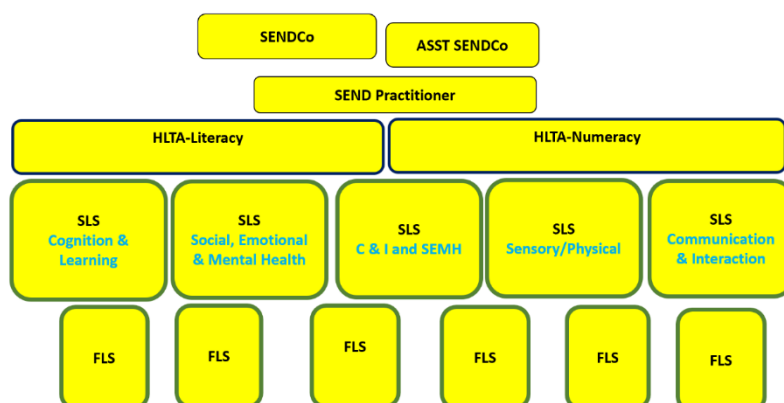 SENDCo
ASST SENDCo
SEND Practitioner
HLTA-Literacy
HLTA-Numeracy
SLS
Cognition &
Learning
SLS
Social, Emotional
& Mental Health
SLS
C & I and SEMH
SLS
Sensory/Physical
SLS
Communication
& Interaction
FLS
FLS
FLS
FLS
FLS
FLS